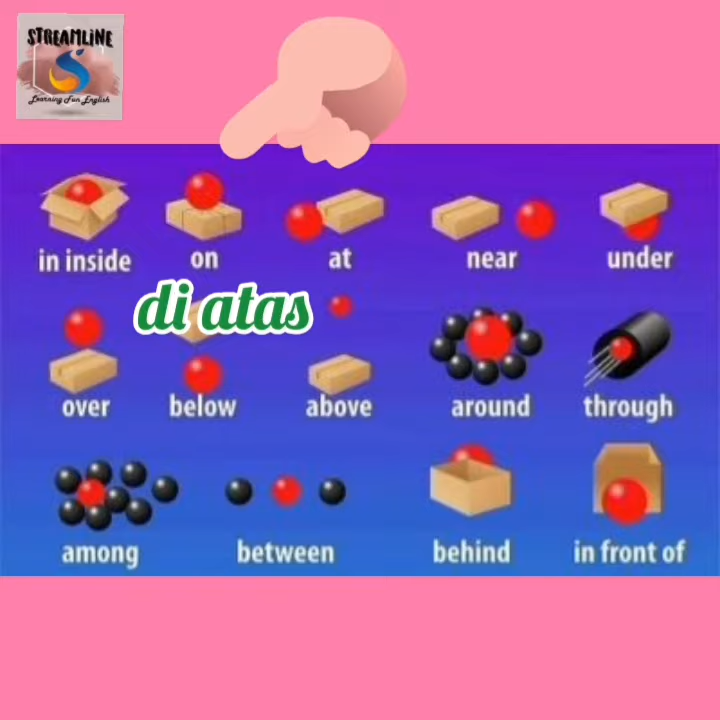 STREAMLINE
Learning Fun English
in inside
on
at
near
under
di atas
over
below
above
around
through
among
between
behind
in front of